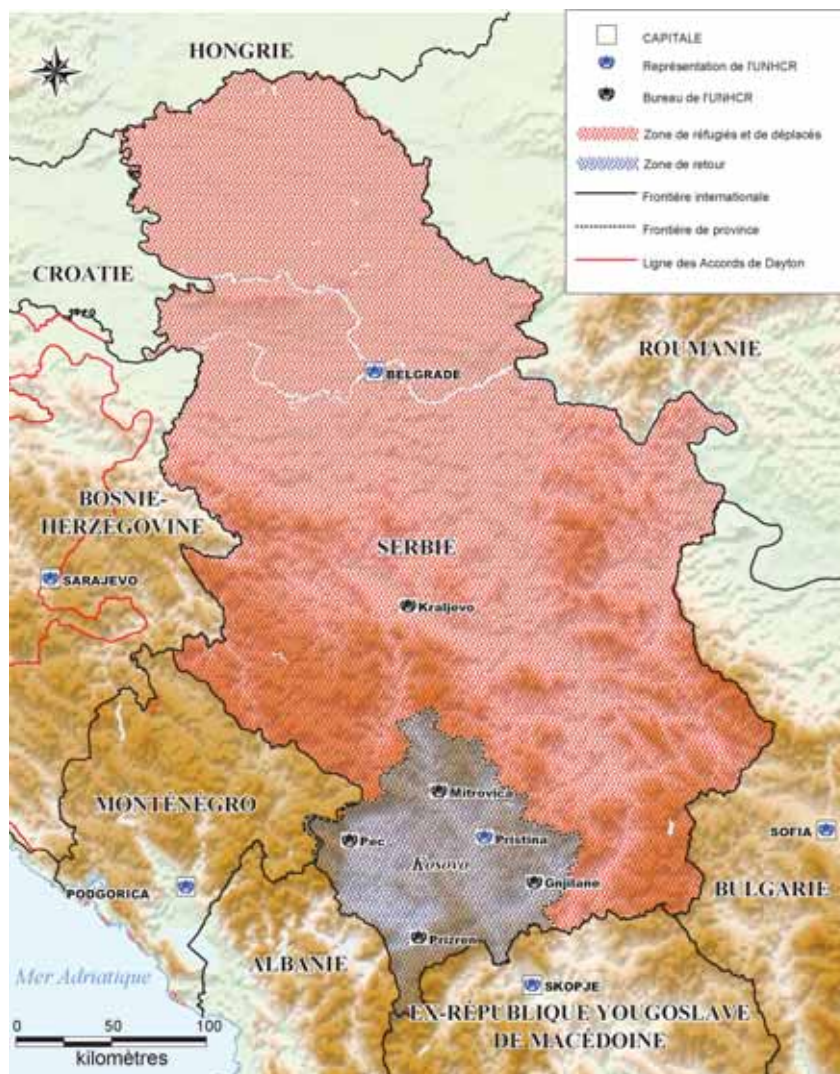 HONGRIE
CAPITALE
Représentation de l'UNHCR
Bureau de l'UNHCR
Zone de réfugiés et de déplacés
Zone de retour
Frontière internationale
Frontière de province
Ligne des Accords de Dayton
CROATIE
ROUMANIE
BELGRADE
BOSNIE-
HERZÉGOVINE
SERBIE
SARAJEVO
Kraljevo
Mitrovica
MONTÉNÉGRO
Pec
Pristina
SOFIA
Kosovo
Gnjilane
PODGORICA
BULGARIE
Prizren
ALBANIE
Mer Adriatique
SKOPJE
EX-RÉPUBLIQUE YOUGOSLAVE
DE MACÉDOINE
0 50 100
kilomètres